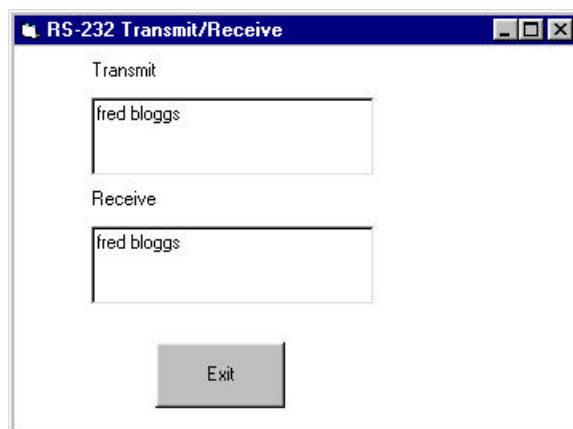 RS-232 Transmit/Receive
Transmit
fred bloggs
Receive
fred bloggs
Exit